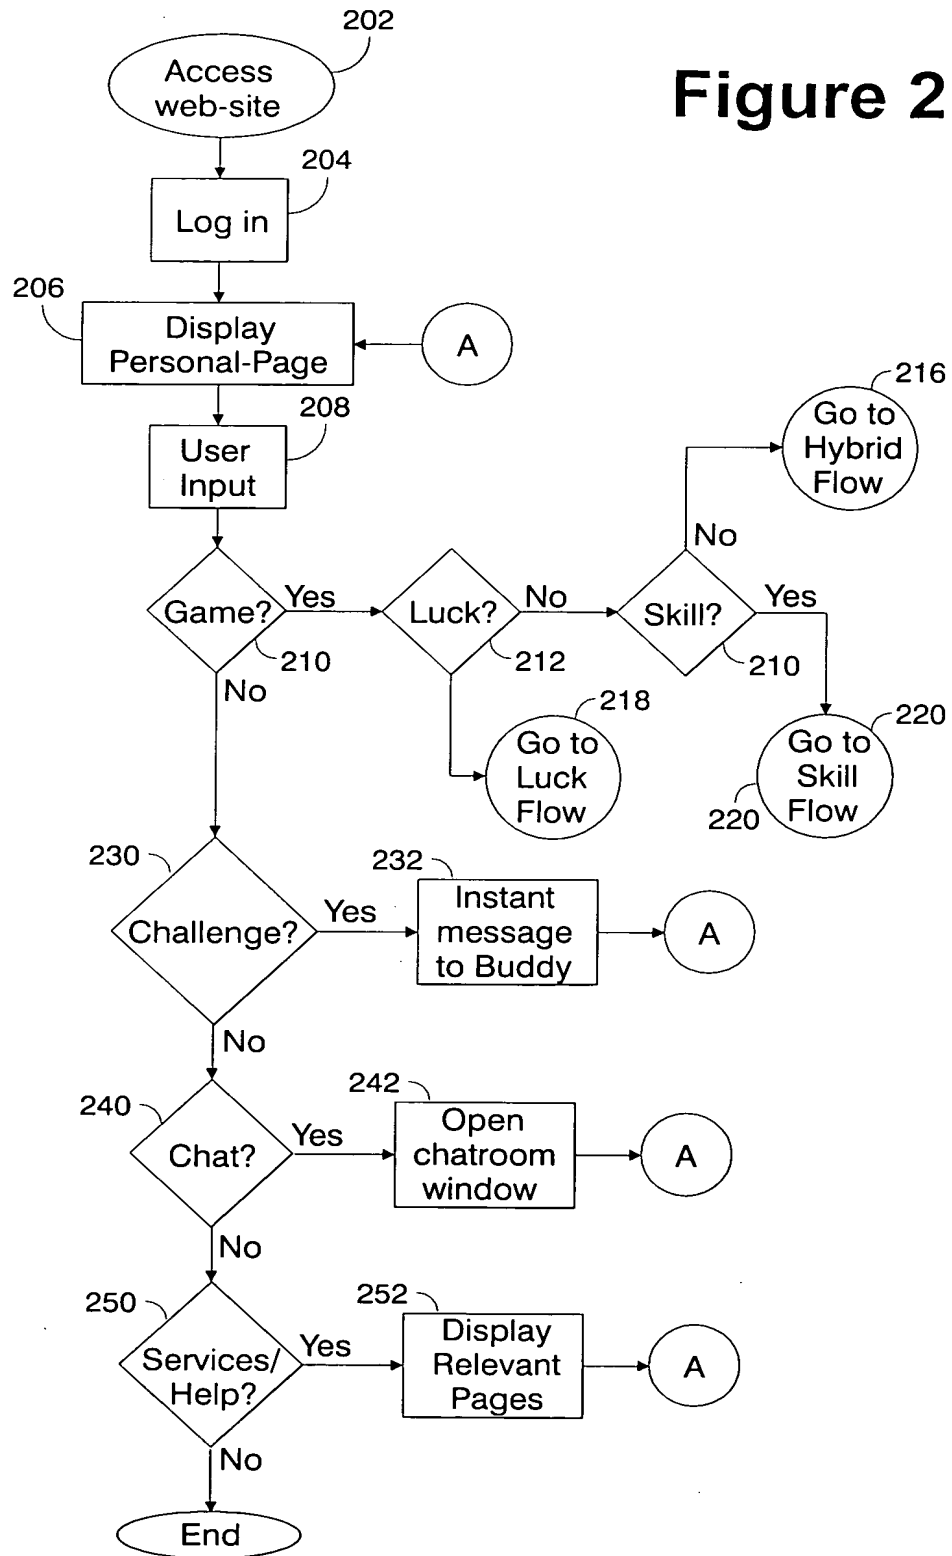 202
Access
web-site
Figure 2
204
Log in
206
Display
Personal-Page
A
208
User
Input
216
Go to
Hybrid
Flow
No
Game?
Yes
Luck?
No
Skill?
Yes
210
212
210
No
218
Go to
Luck
Flow
220
Go to
Skill
Flow
220
230
Challenge?
Yes
232
Instant
message
to Buddy
A
No
240
Chat?
Yes
242
Open
chatroom
window
A
No
250
Services/
Help?
Yes
252
Display
Relevant
Pages
A
No
End